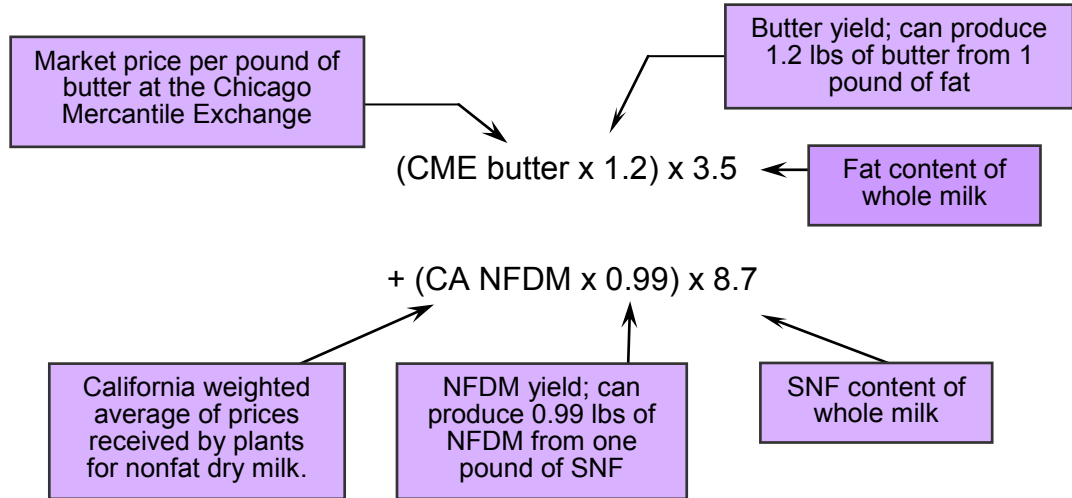 Market price per pound of
butter at the Chicago
Mercantile Exchange
Butter yield; can produce
1.2 lbs of butter from 1
pound of fat
(CME butter x 1.2) x 3.5
Fat content of
whole milk
+ (CA NFDM x 0.99) x 8.7
California weighted
average of prices
received by plants
for nonfat dry milk.
NFDM yield; can
produce 0.99 lbs of
NFDM from one
pound of SNF
SNF content of
whole milk